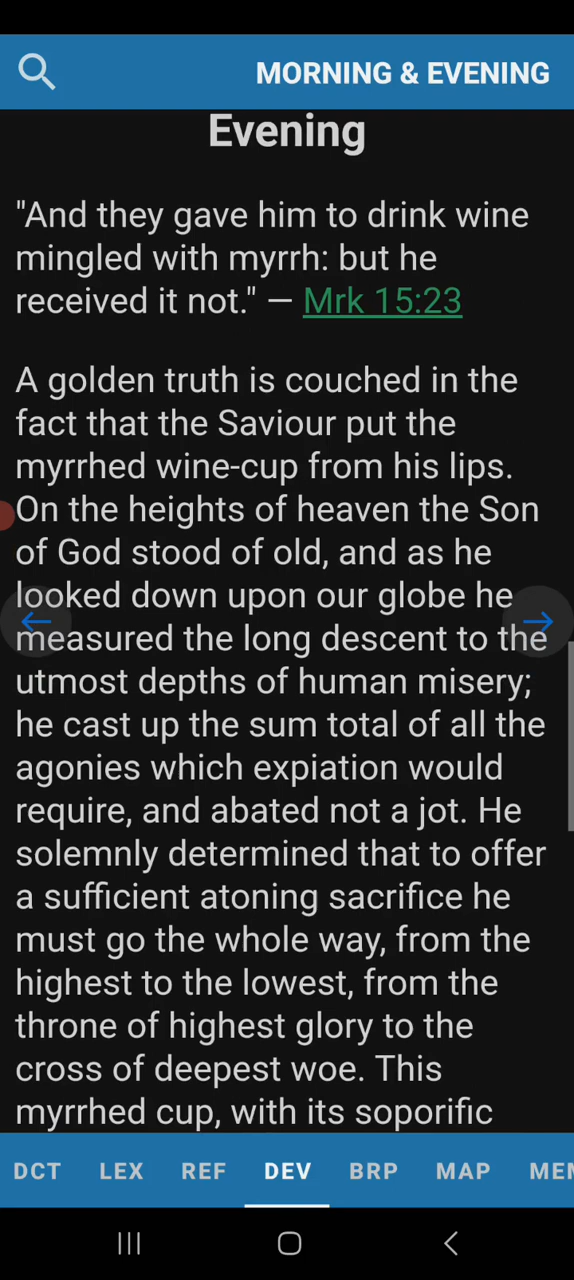 MORNING & EVENING
Evening
"And they gave him to drink wine
mingled with myrrh: but he
received it not." — Mrk 15:23
A golden truth is couched in the
fact that the Saviour put the
myrrhed wine-cup from his lips.
On the heights of heaven the Son
of God stood of old, and as he
looked down upon our globe he
measured the long descent to the
utmost depths of human misery;
he cast up the sum total of all the
agonies which expiation would
require, and abated not a jot. He
solemnly determined that to offer
a sufficient atoning sacrifice he
must go the whole way, from the
highest to the lowest, from the
throne of highest glory to the
cross of deepest woe. This
myrrhed cup, with its soporific
DCT LEX REF DEV BRP MAP MEM